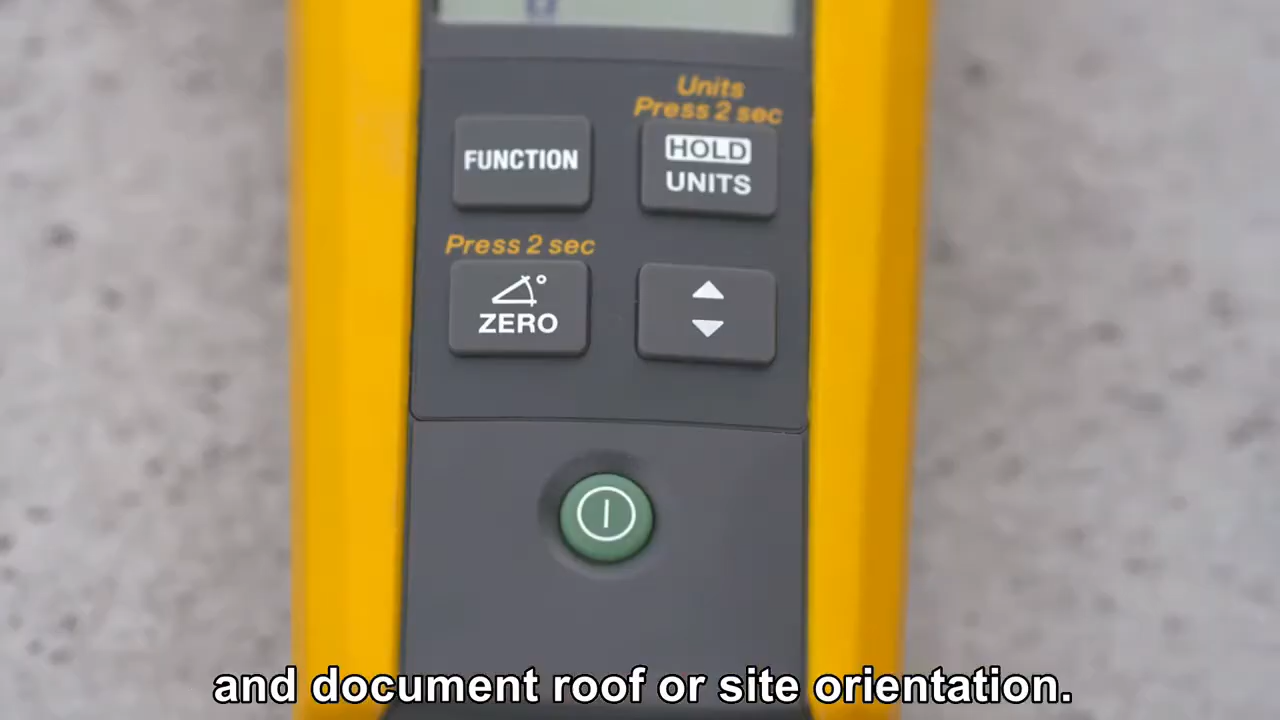 Units
Press 2 sec
FUNCTION
HOLD
UNITS
Press 2 sec
ZERO
and document roof or site orientation.